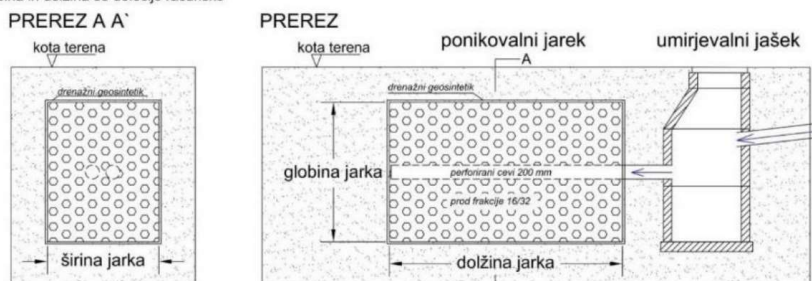 PREREZ A A`
kota terena
drenažni geosintetik
širina jarka
PREREZ
kota terena
ponikovalni jarek
umirjevalni jašek
A
drenažni geosintetik
globina jarka
perforirani cevi 200 mm
prod frakcije 16/32
dolžina jarka